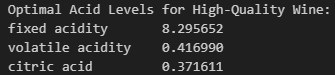 Optimal Acid Levels for High-Quality Wine:
fixed acidity       8.295652
volatile acidity    0.416990
citric acid         0.371611